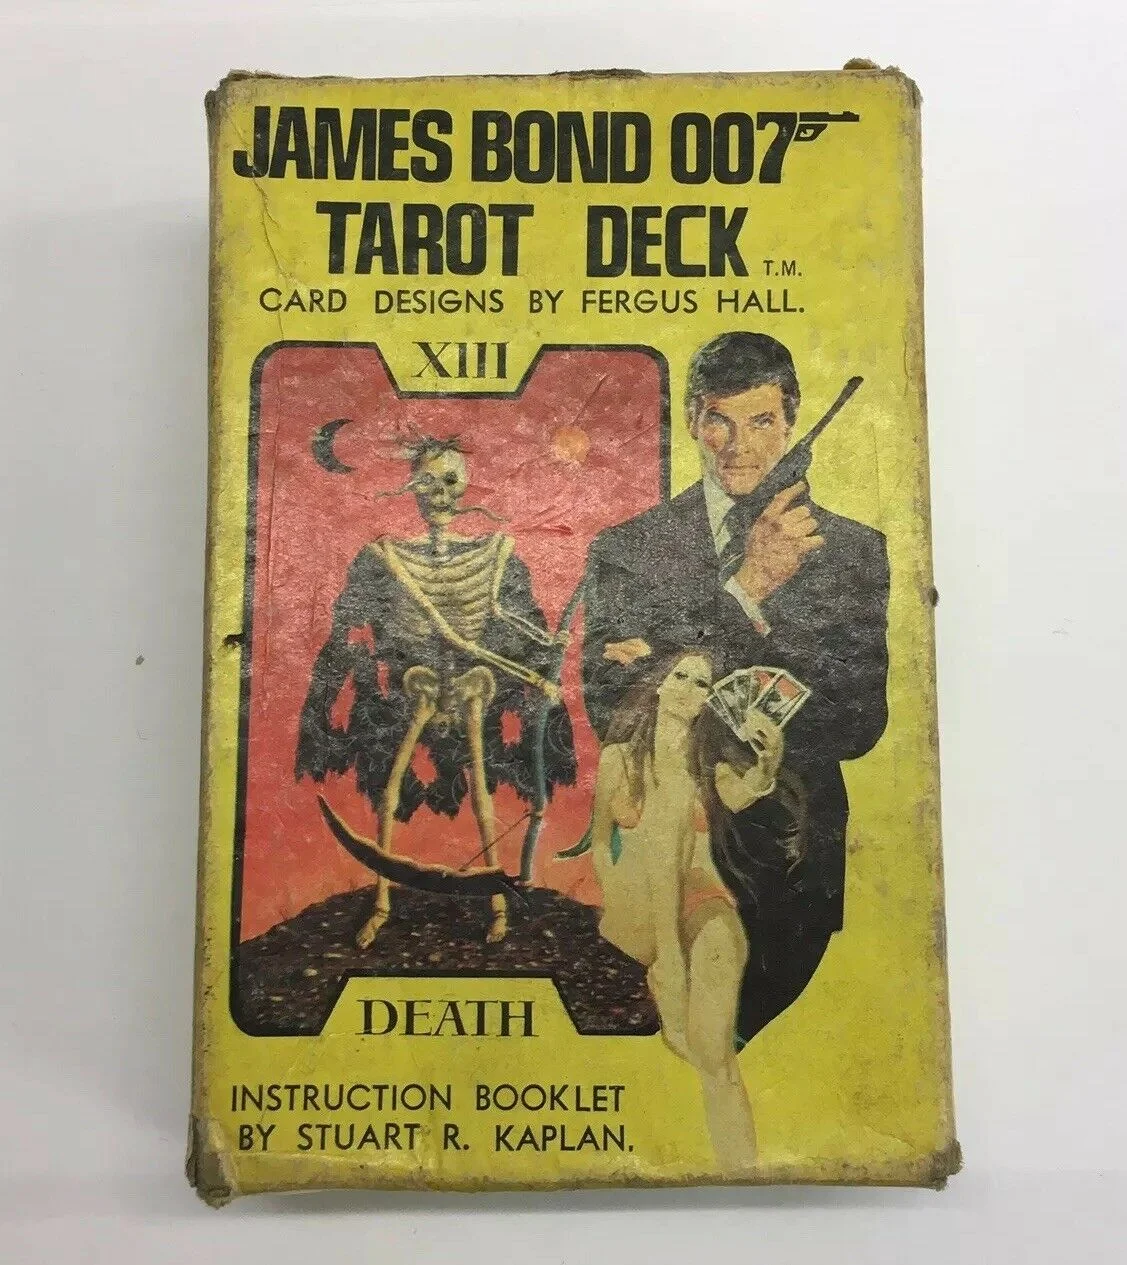 JAMES BOND 007
TAROT DECK T.M.
CARD DESIGNS BY FERGUS HALL.
XIII
DEATH
INSTRUCTION BOOKLET
BY STUART R. KAPLAN.